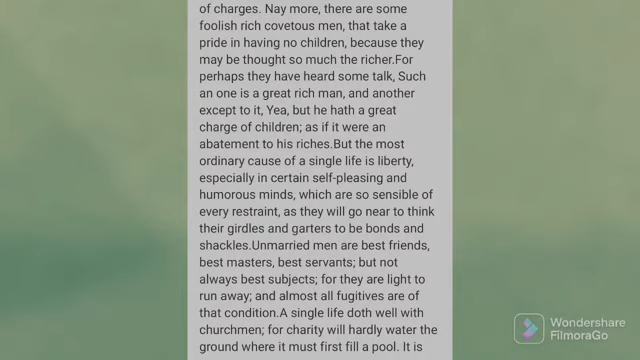 of charges. Nay more, there are some
foolish rich covetous men, that take a
pride in having no children, because they
may be thought so much the richer.For
perhaps they have heard some talk, Such
an one is a great rich man, and another
except to it, Yea, but he hath a great
charge of children; as if it were an
abatement to his riches.But the most
ordinary cause of a single life is liberty,
especially in certain self-pleasing and
humorous minds, which are so sensible of
every restraint, as they will go near to think
their girdles and garters to be bonds and
shackles.Unmarried men are best friends,
best masters, best servants; but not
always best subjects; for they are light to
run away; and almost all fugitives are of
that condition.A single life doth well with
churchmen; for charity will hardly water the
ground where it must first fill a pool. It is
Wondershare
FilmoraGo